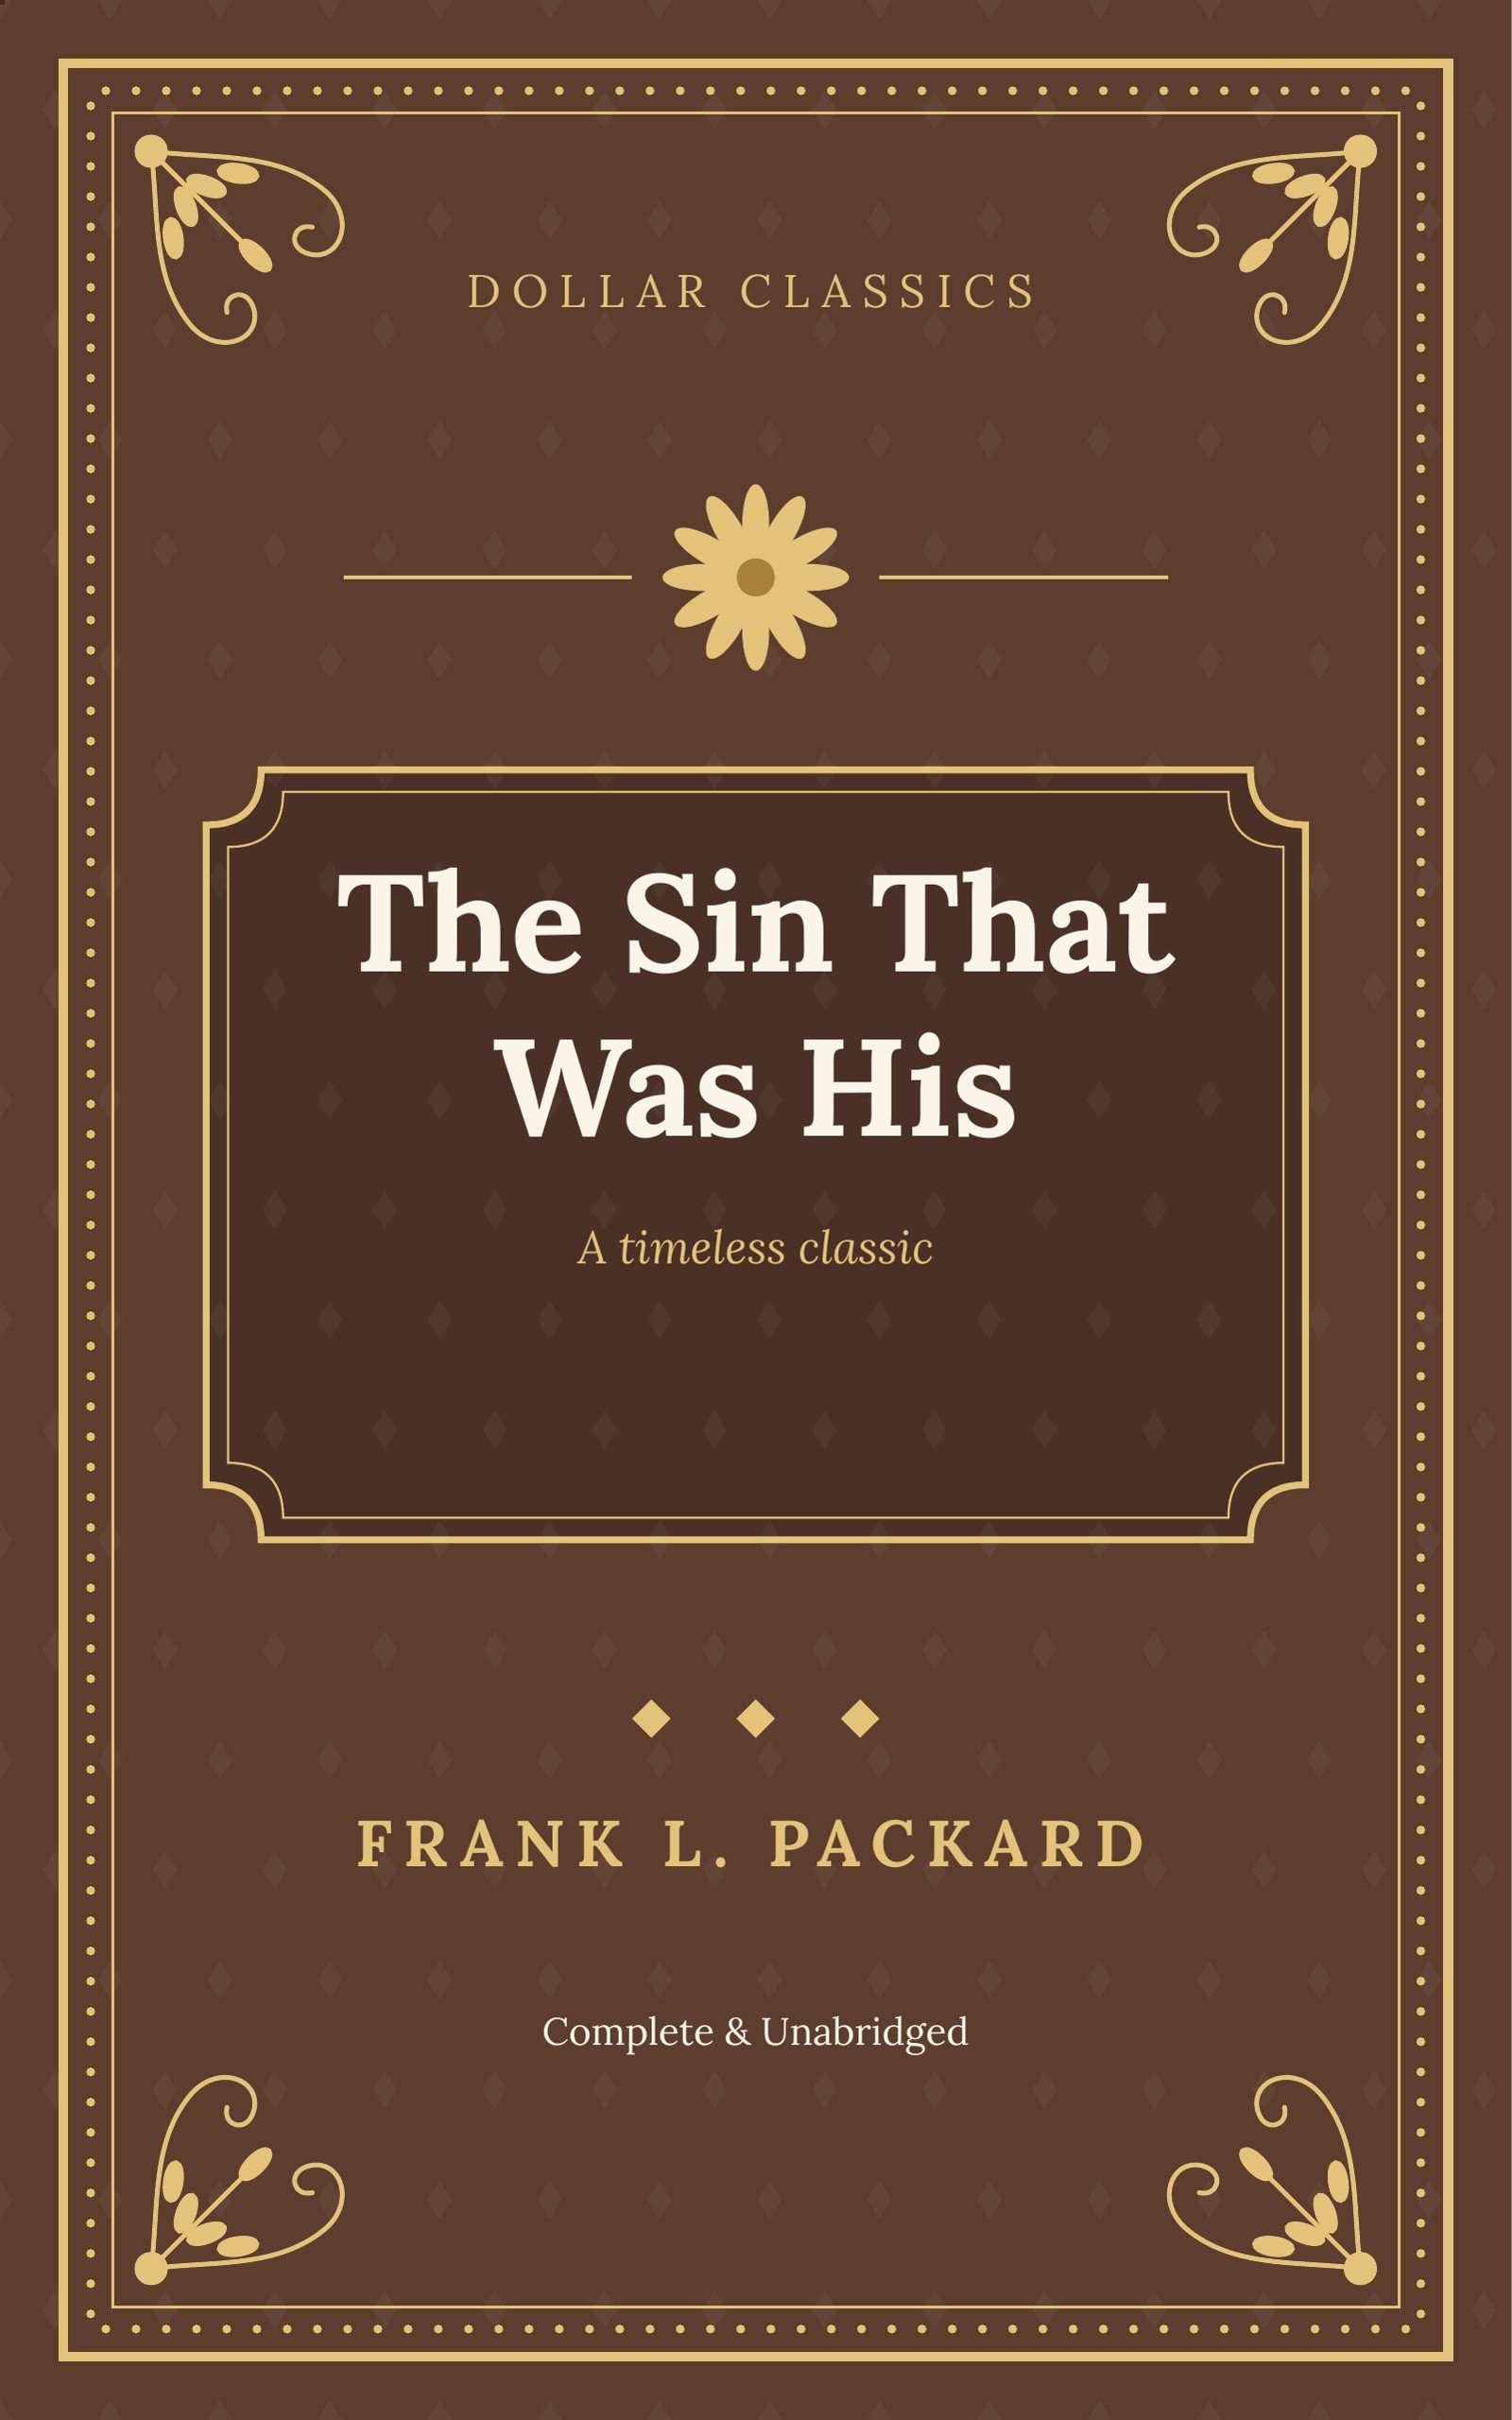 DOLLAR CLASSICS
The Sin That
Was His
A timeless classic
FRANK L. PACKARD
Complete & Unabridged